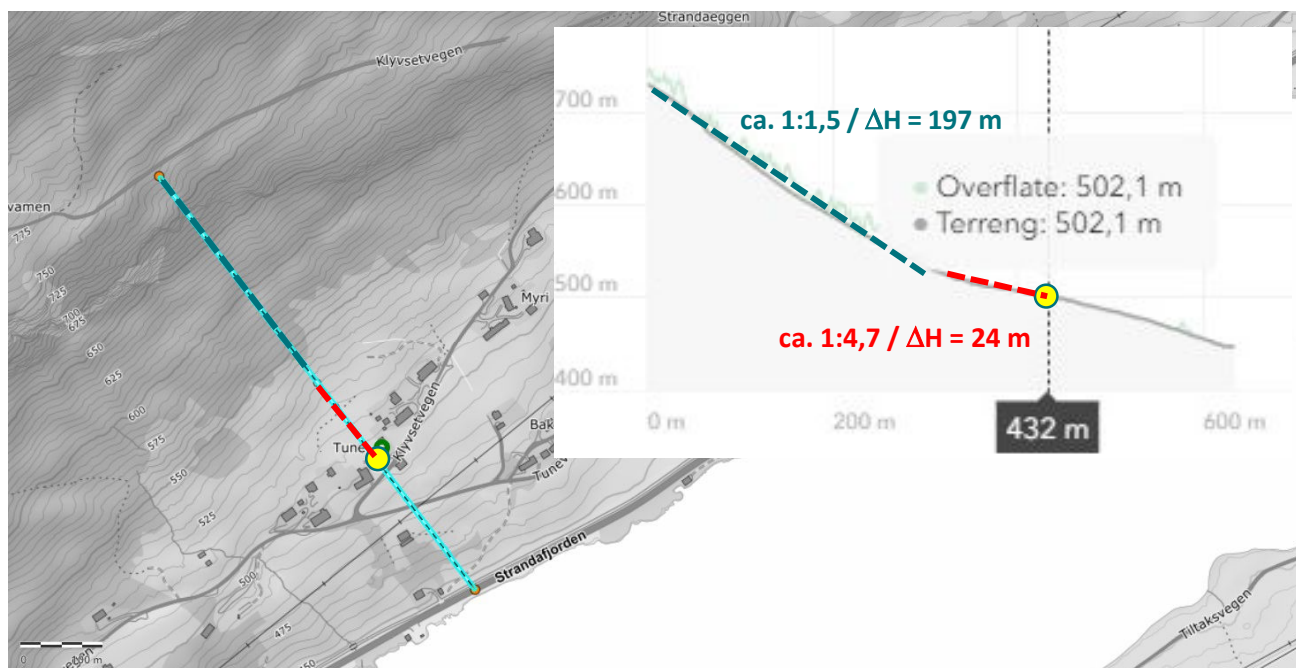 Strandaeggen
Klyvsetvegen
vamen
775
750
725
700
675
650
625
600
575
550
525
500
475
Myri
Klyvsetvegen
Tune
Bak
Tunev
Strandafjorden
Tiltaksvegen
0
700 m
600 m
500 m
400 m
ca. 1:1,5 / ΔH = 197 m
Overflate: 502,1 m
Terreng: 502,1 m
ca. 1:4,7 / ΔH = 24 m
0 m
200 m
432 m
600 m